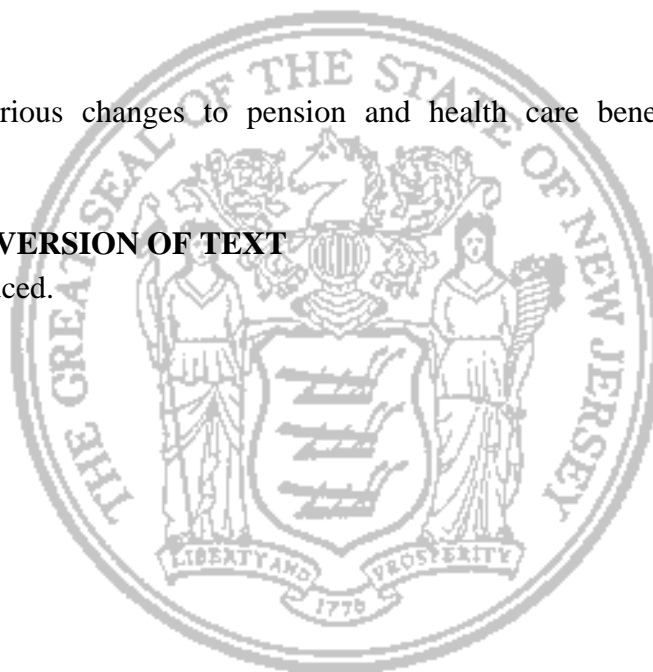 THE GREAT SEAL OF THE STATE OF NEW JERSEY
rious changes to pension and health care bene
VERSION OF TEXT
uced.
LIBERTY AND PROSPERITY
1776